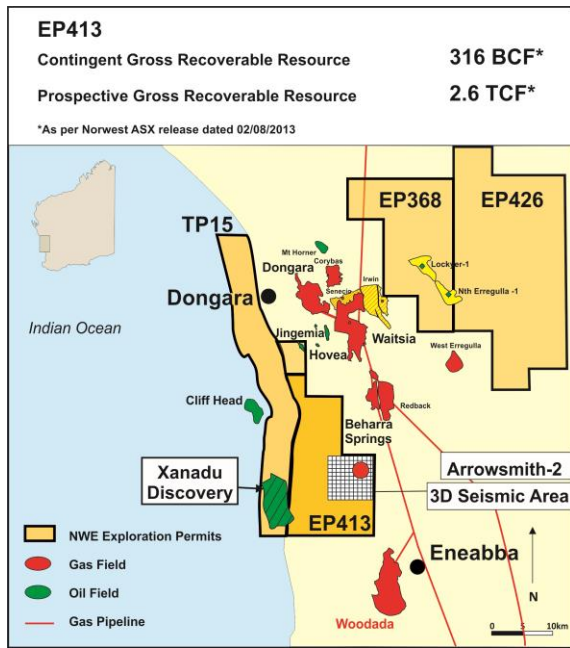 EP413
Contingent Gross Recoverable Resource 316 BCF*
Prospective Gross Recoverable Resource 2.6 TCF*
*As per Norwest ASX release dated 02/08/2013
EP368
EP426
TP15
Mt Horner
Corybas
Lockyer-1
Dongara
Irwin
Senecio
Nth Erregulla -1
Dongara
Indian Ocean
Jingemia
Waitsia
Hovea
West Erregulla
Redback
Cliff Head
Beharra
Springs
Xanadu
Discovery
Arrowsmith-2
3D Seismic Area
EP413
NWE Exploration Permits
Gas Field
Oil Field
Gas Pipeline
Eneabba
Woodada
N
0 5 10km